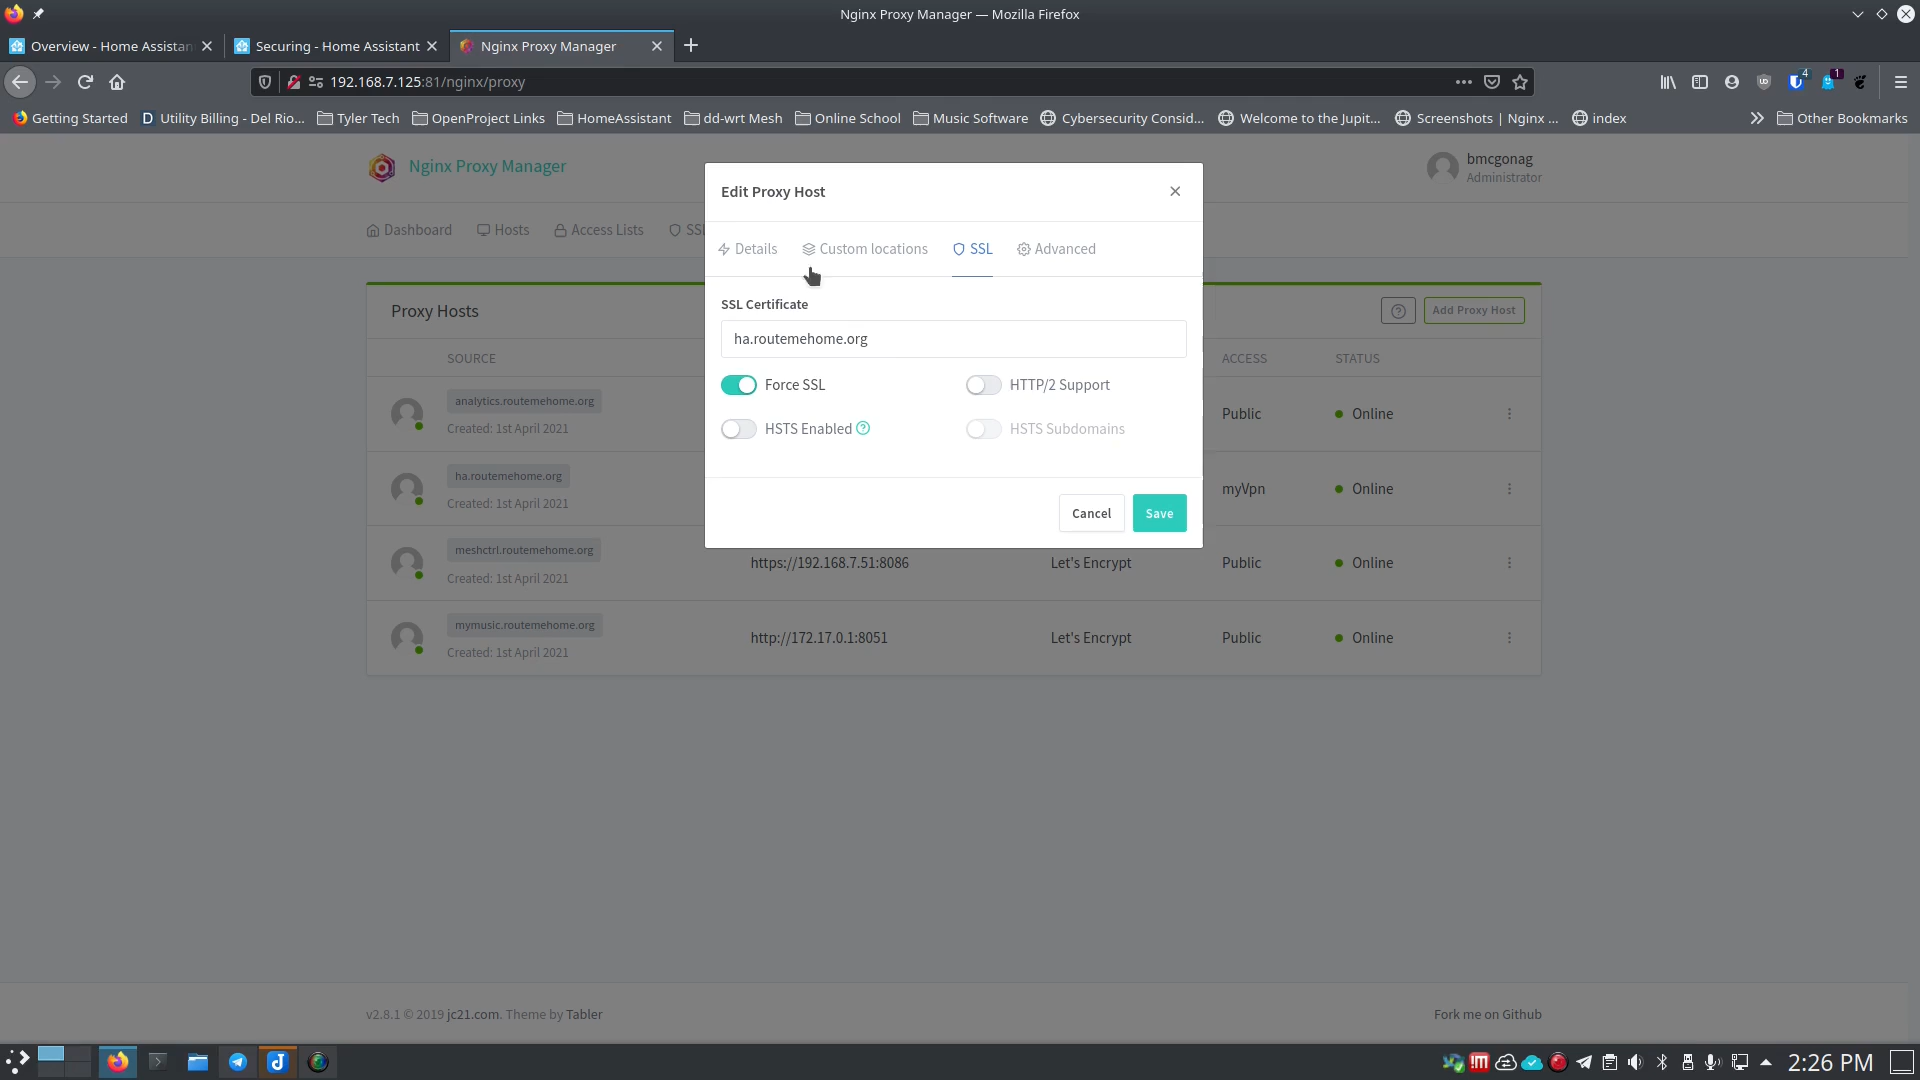 Nginx Proxy Manager — Mozilla Firefox
Overview - Home Assistan
Securing - Home Assistant
Nginx Proxy Manager
192.168.7.125:81/nginx/proxy
4
1
Getting Started
Utility Billing - Del Rio...
Tyler Tech
OpenProject Links
HomeAssistant
dd-wrt Mesh
Online School
Music Software
Cybersecurity Consid...
Welcome to the Jupit...
Screenshots | Nginx ...
index
Other Bookmarks
Nginx Proxy Manager
bmcgonag
Administrator
Dashboard
Hosts
Access Lists
SS
Edit Proxy Host
Details
Custom locations
SSL
Advanced
SSL Certificate
ha.routemehome.org
Force SSL
HTTP/2 Support
HSTS Enabled
HSTS Subdomains
Cancel
Save
Proxy Hosts
Add Proxy Host
SOURCE
ACCESS
STATUS
analytics.routemehome.org
Created: 1st April 2021
Public
Online
ha.routemehome.org
Created: 1st April 2021
myVpn
Online
meshctrl.routemehome.org
Created: 1st April 2021
https://192.168.7.51:8086
Let's Encrypt
Public
Online
mymusic.routemehome.org
Created: 1st April 2021
http://172.17.0.1:8051
Let's Encrypt
Public
Online
v2.8.1 © 2019 jc21.com. Theme by Tabler
Fork me on Github
2:26 PM